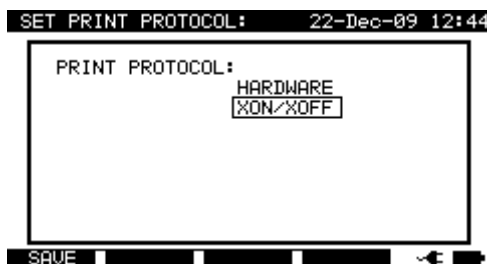 SET PRINT PROTOCOL: 22-Dec-09 12:44
PRINT PROTOCOL:
HARDWARE
XON/XOFF
SAVE